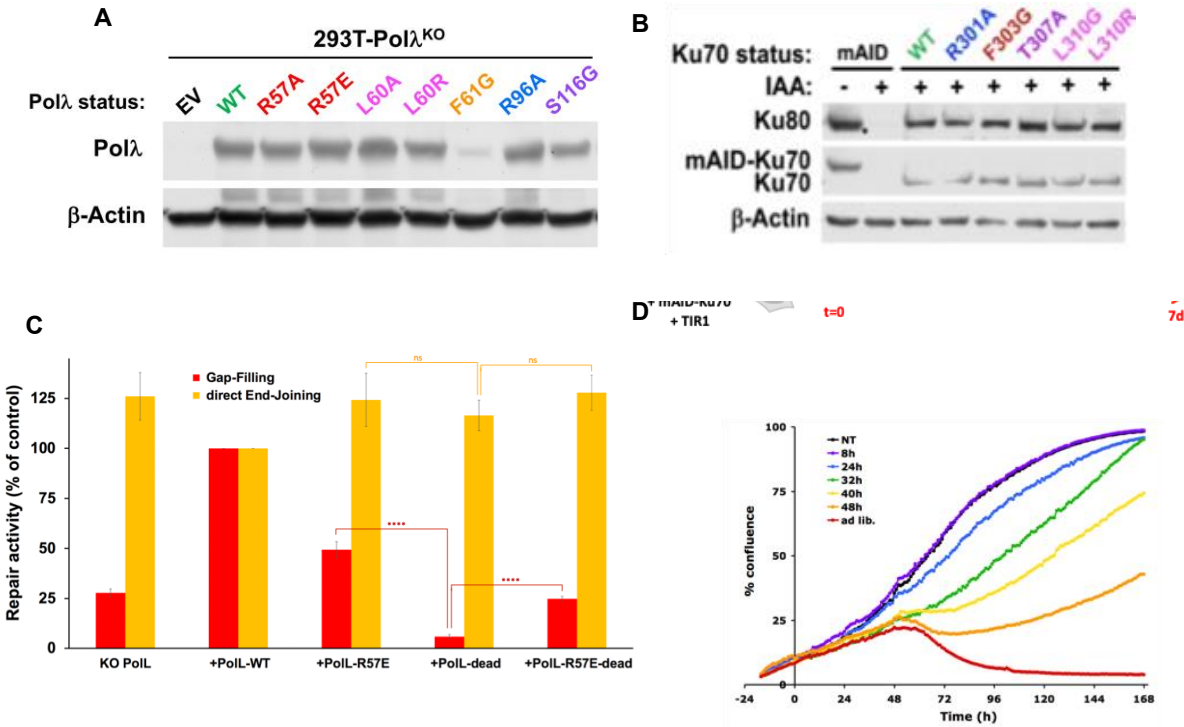 A
293T-PolλKO
Polλ status:
EV
WT
R57A
R57E
L60A
L60R
F61G
R96A
S116G
Polλ
β-Actin
B
Ku70 status:
mAID
WT
R301A
F303G
T307A
L310G
L310R
IAA:
- + + + + + + +
Ku80
mAID-Ku70
Ku70
β-Actin
C
Repair activity (% of control)
125
100
75
50
25
0
Gap-Filling
direct End-Joining
ns
ns
****
****
KO PolL
+PolL-WT
+PolL-R57E
+PolL-dead
+PolL-R57E-dead
D
+ mAID-Ku70
+ TIR1
t=0
7d
% confluence
100
75
50
25
0
NT
8h
24h
32h
40h
48h
ad lib.
-24 0 24 48 72 96 120 144 168
Time (h)